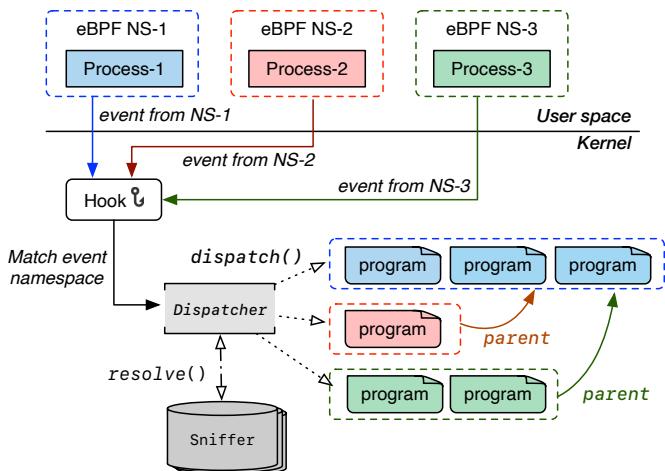 eBPF NS-1
eBPF NS-2
eBPF NS-3
Process-1
Process-2
Process-3
event from NS-1
User space
Kernel
event from NS-2
event from NS-3
Hook
Match event
namespace
dispatch()
program
program
program
Dispatcher
program
parent
resolve()
program
program
parent
Sniffer